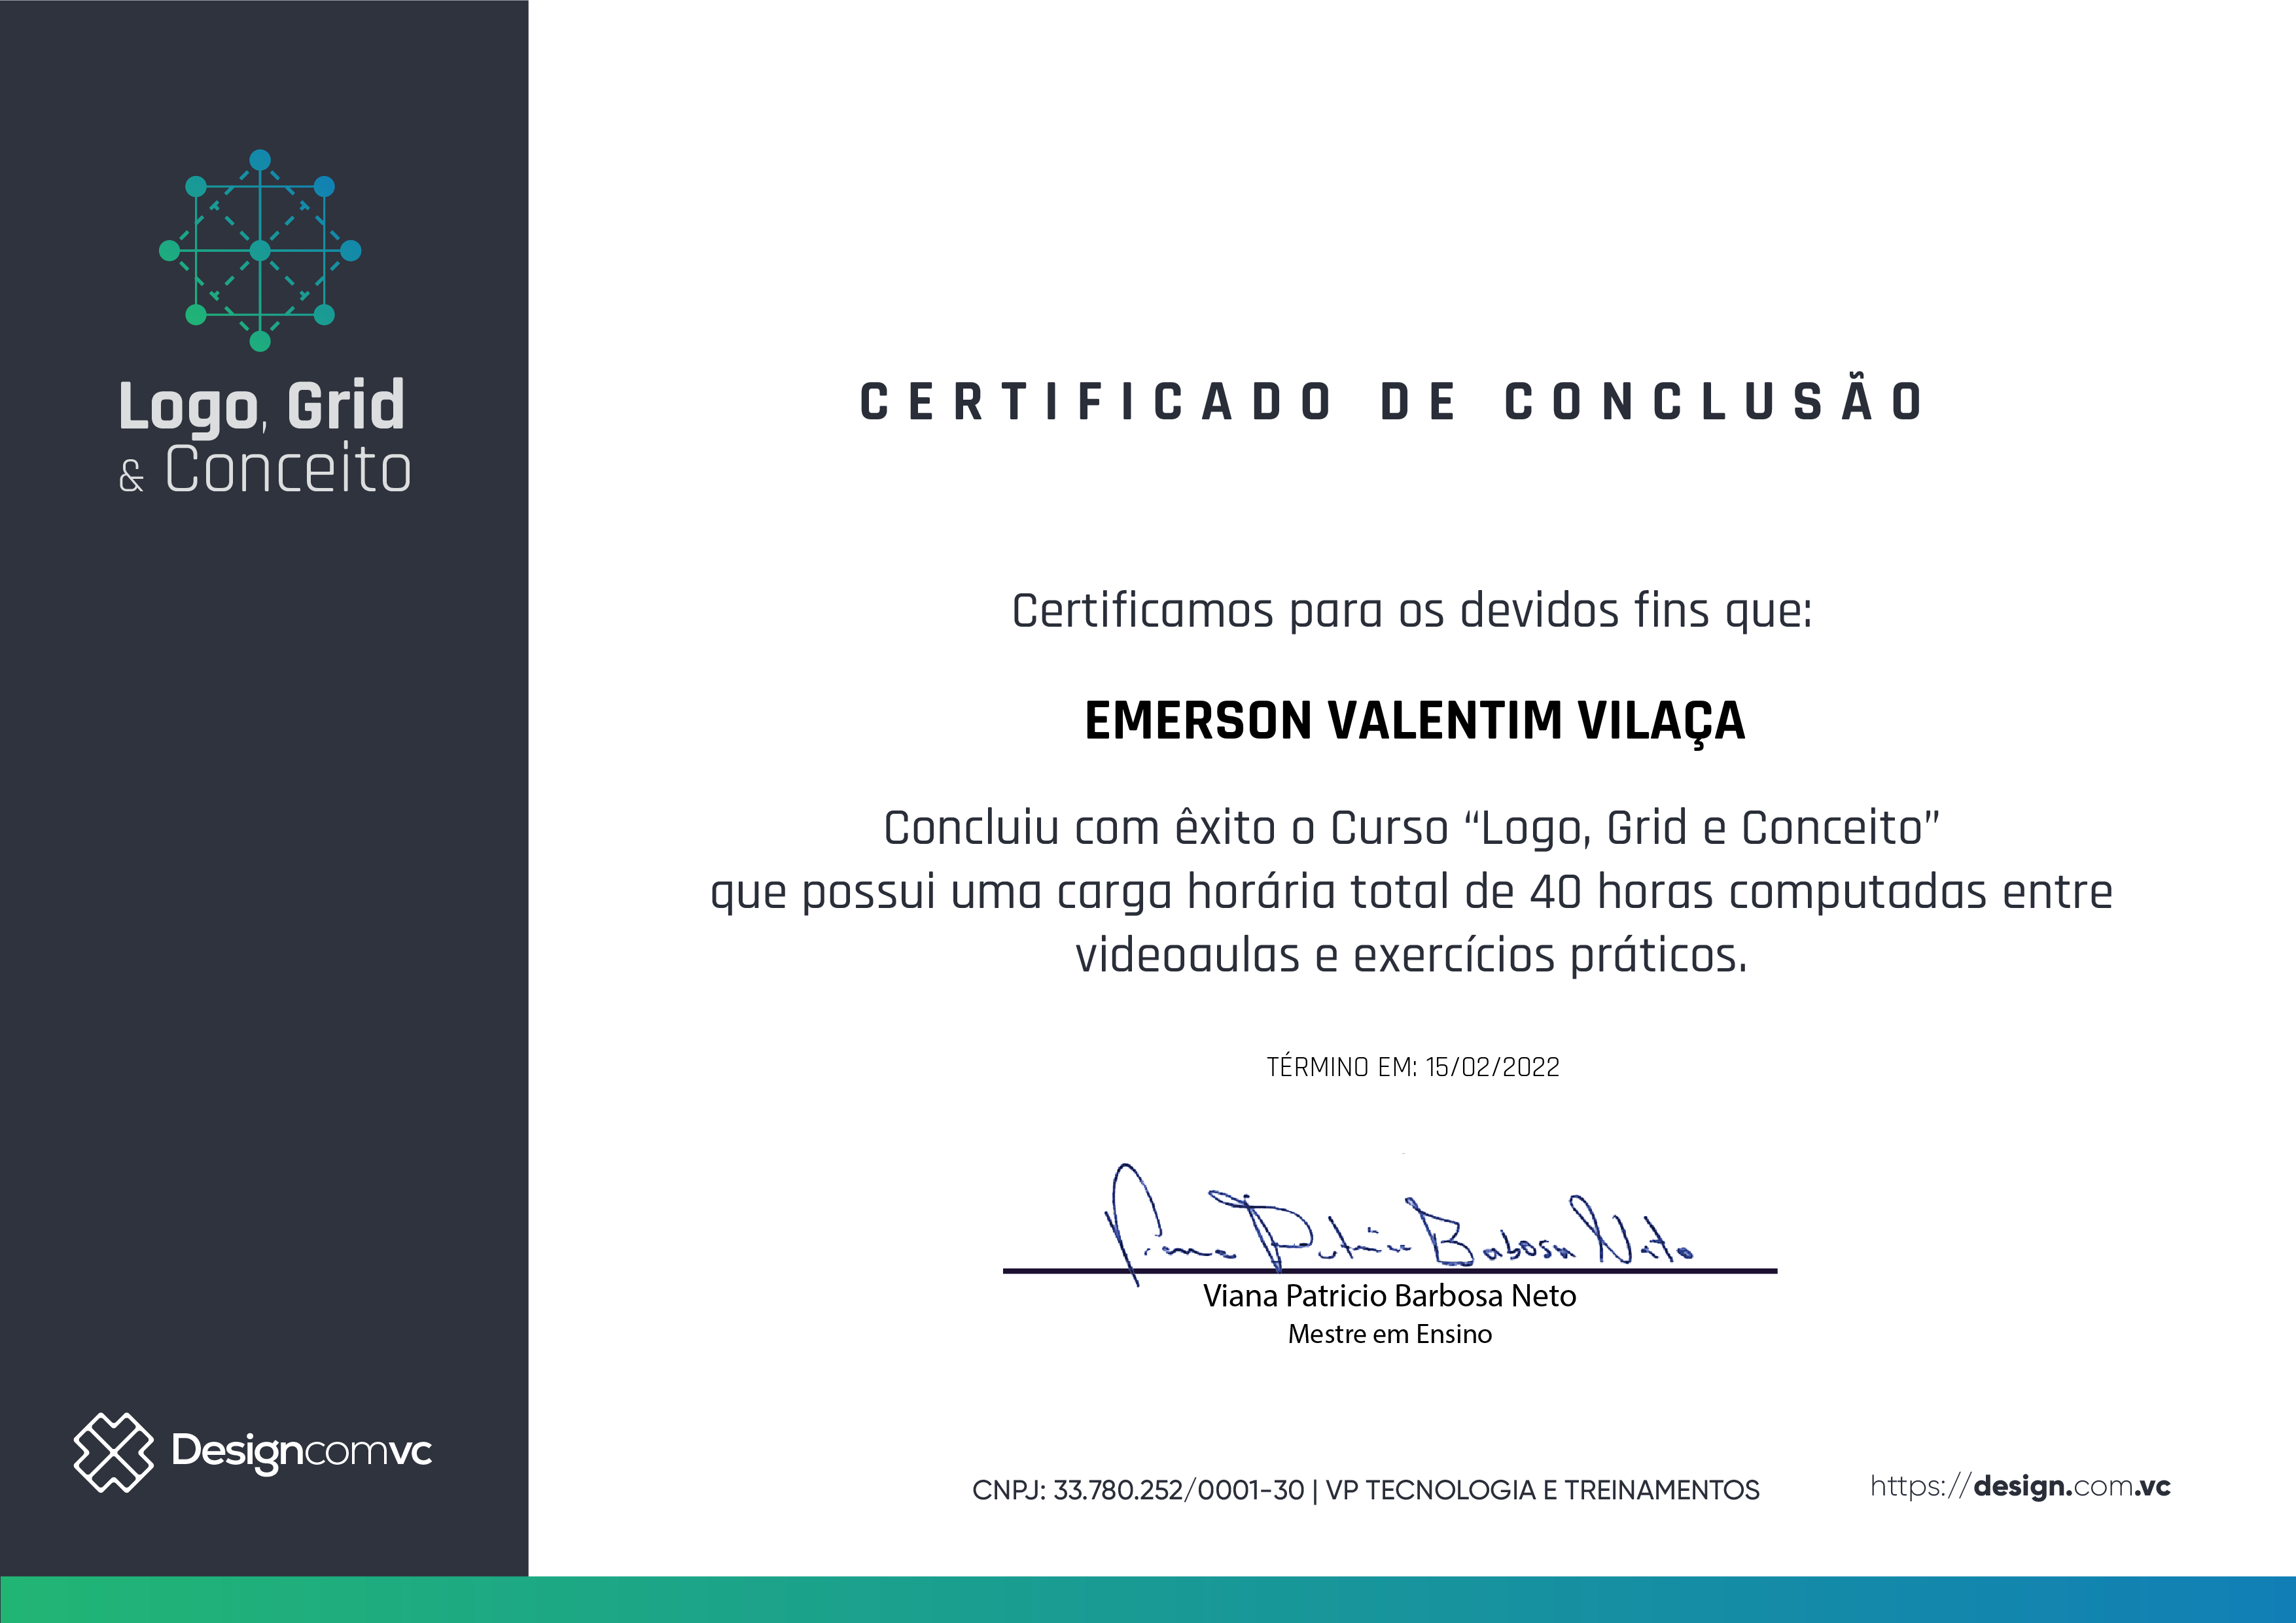 Logo, Grid
& Conceito
CERTIFICADO DE CONCLUSÃO
Certificamos para os devidos fins que:
EMERSON VALENTIM VILAÇA
Concluiu com êxito o Curso “Logo, Grid e Conceito”
que possui uma carga horária total de 40 horas computadas entre
videoaulas e exercícios práticos.
TÉRMINO EM: 15/02/2022
Viana Patricio Barbosa Neto
Viana Patricio Barbosa Neto
Mestre em Ensino
Designcomvc
CNPJ: 33.780.252/0001-30 | VP TECNOLOGIA E TREINAMENTOS
https://design.com.vc